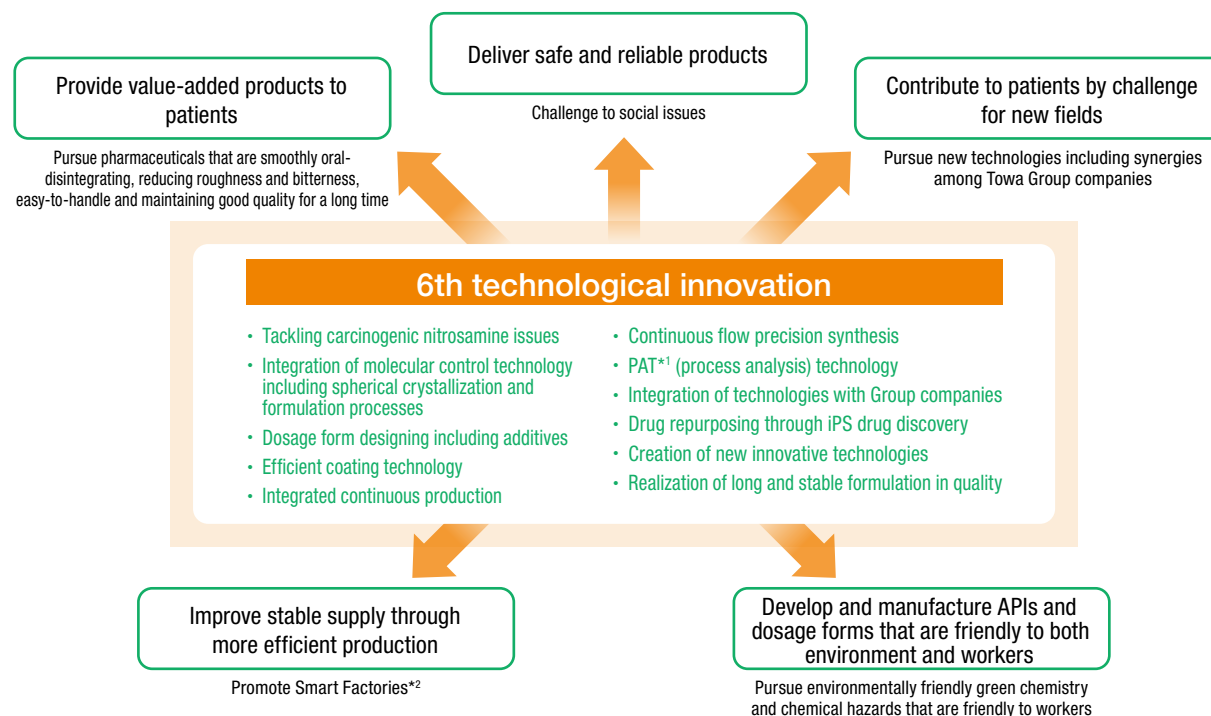 Deliver safe and reliable products
Challenge to social issues
Provide value-added products to
patients
Pursue pharmaceuticals that are smoothly oral-
disintegrating, reducing roughness and bitterness,
easy-to-handle and maintaining good quality for a long time
Contribute to patients by challenge
for new fields
Pursue new technologies including synergies
among Towa Group companies
6th technological innovation
・Tackling carcinogenic nitrosamine issues
・Integration of molecular control technology
including spherical crystallization and
formulation processes
・Dosage form designing including additives
・Efficient coating technology
・Integrated continuous production
・Continuous flow precision synthesis
・PAT*1 (process analysis) technology
・Integration of technologies with Group companies
・Drug repurposing through iPS drug discovery
・Creation of new innovative technologies
・Realization of long and stable formulation in quality
Improve stable supply through
more efficient production
Promote Smart Factories*2
Develop and manufacture APIs and
dosage forms that are friendly to both
environment and workers
Pursue environmentally friendly green chemistry
and chemical hazards that are friendly to workers